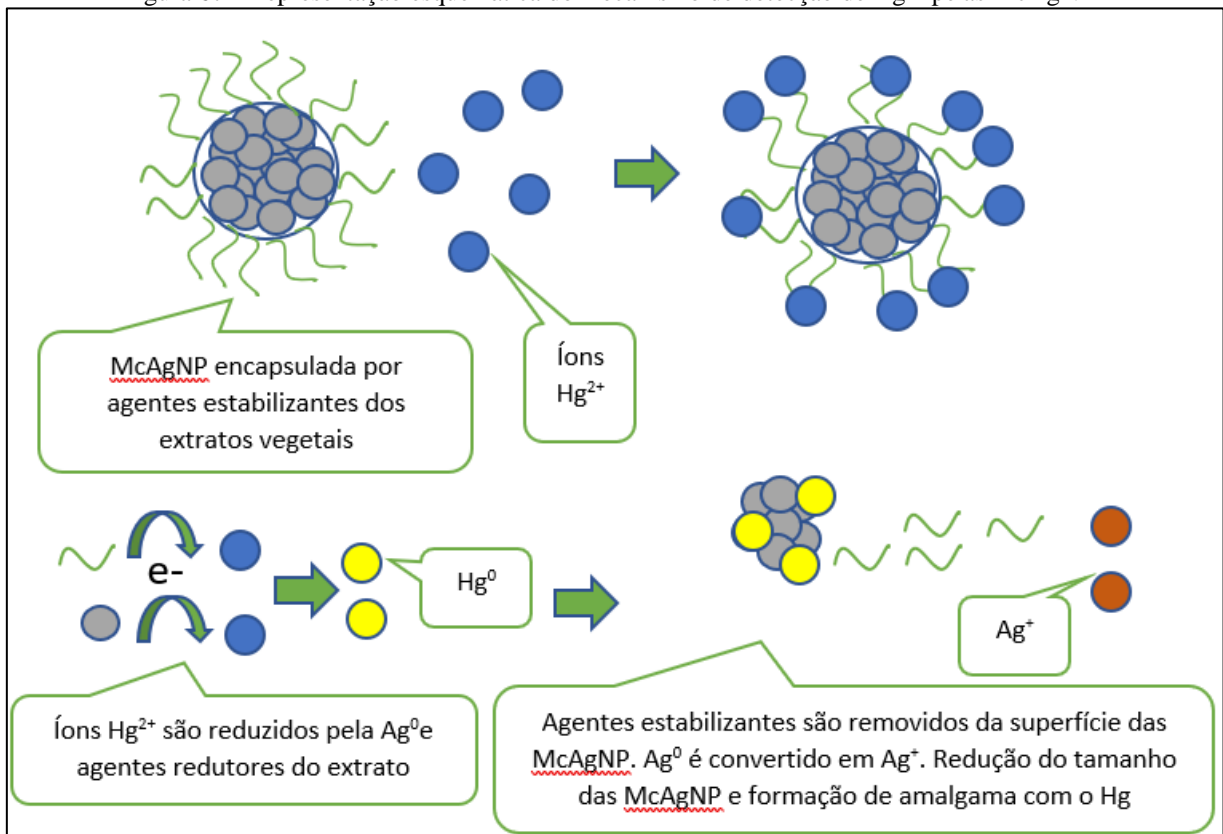 McAgNP encapsulada por
agentes estabilizantes dos
extratos vegetais
Íons
Hg²⁺
e-
Hg⁰
Ag⁺
Íons Hg²⁺ são reduzidos pela Ag⁰e
agentes redutores do extrato
Agentes estabilizantes são removidos da superfície das
McAgNP. Ag⁰ é convertido em Ag⁺. Redução do tamanho
das McAgNP e formação de amalgama com o Hg